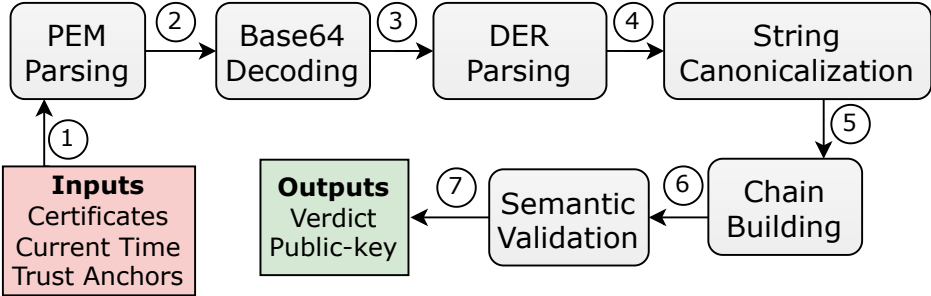 PEM
Parsing
2
Base64
Decoding
3
DER
Parsing
4
String
Canonicalization
1
5
Inputs
Certificates
Current Time
Trust Anchors
Outputs
Verdict
Public-key
7
Semantic
Validation
6
Chain
Building